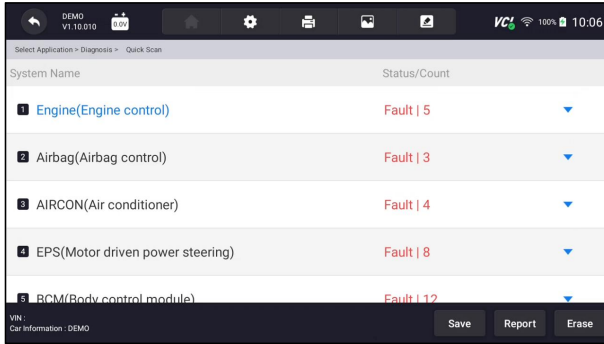 DEMO
V1.10.010
0.0V
VC!
100%
10:06
Select Application > Diagnosis > Quick Scan
System Name Status/Count
1 Engine(Engine control) Fault | 5
2 Airbag(Airbag control) Fault | 3
3 AIRCON(Air conditioner) Fault | 4
4 EPS(Motor driven power steering) Fault | 8
5 BCM(Body control module) Fault | 12
VIN :
Car Information : DEMO
Save Report Erase